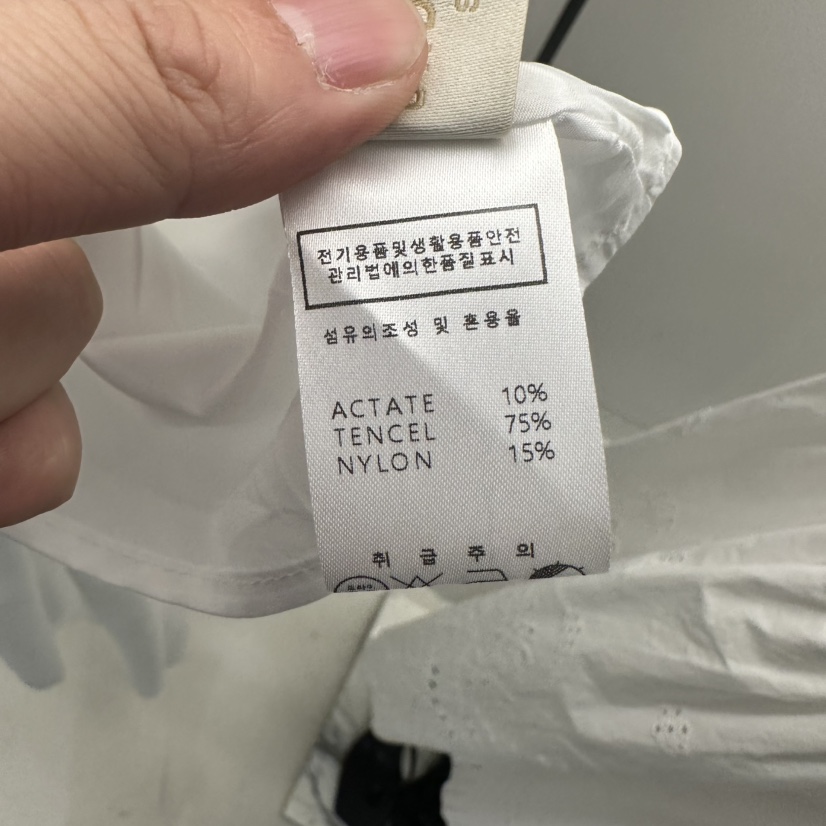 전기용품및생활용품안전
관리법에의한품질표시
섬유의조성 및 혼용율
ACTATE 10%
TENCEL 75%
NYLON 15%
취 급 주 의